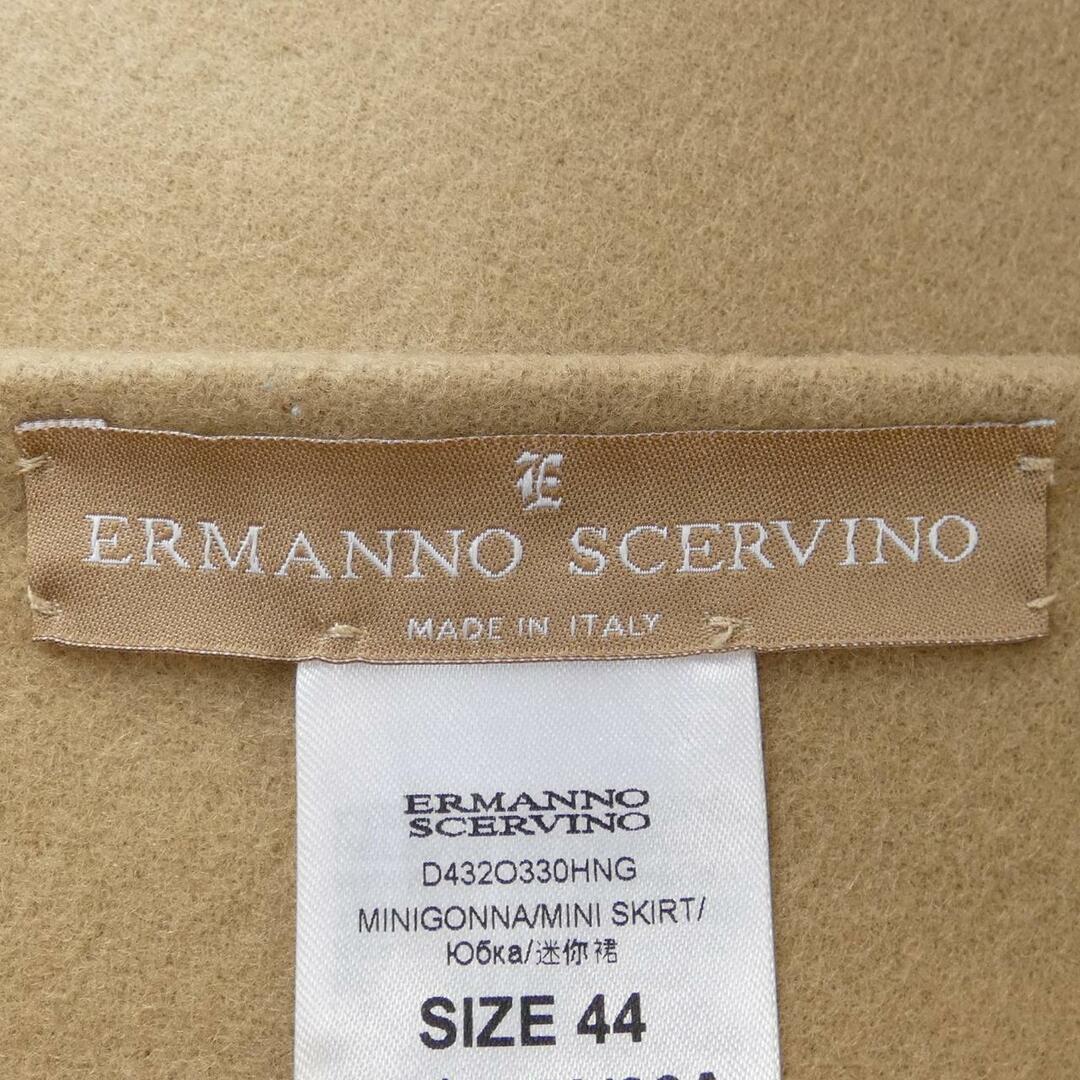 E
ERMANNO SCERVINO
MADE IN ITALY
ERMANNO
SCERVINO
D432O330HNG
MINIGONNA/MINI SKIRT/
Юбка/迷你裙
SIZE 44